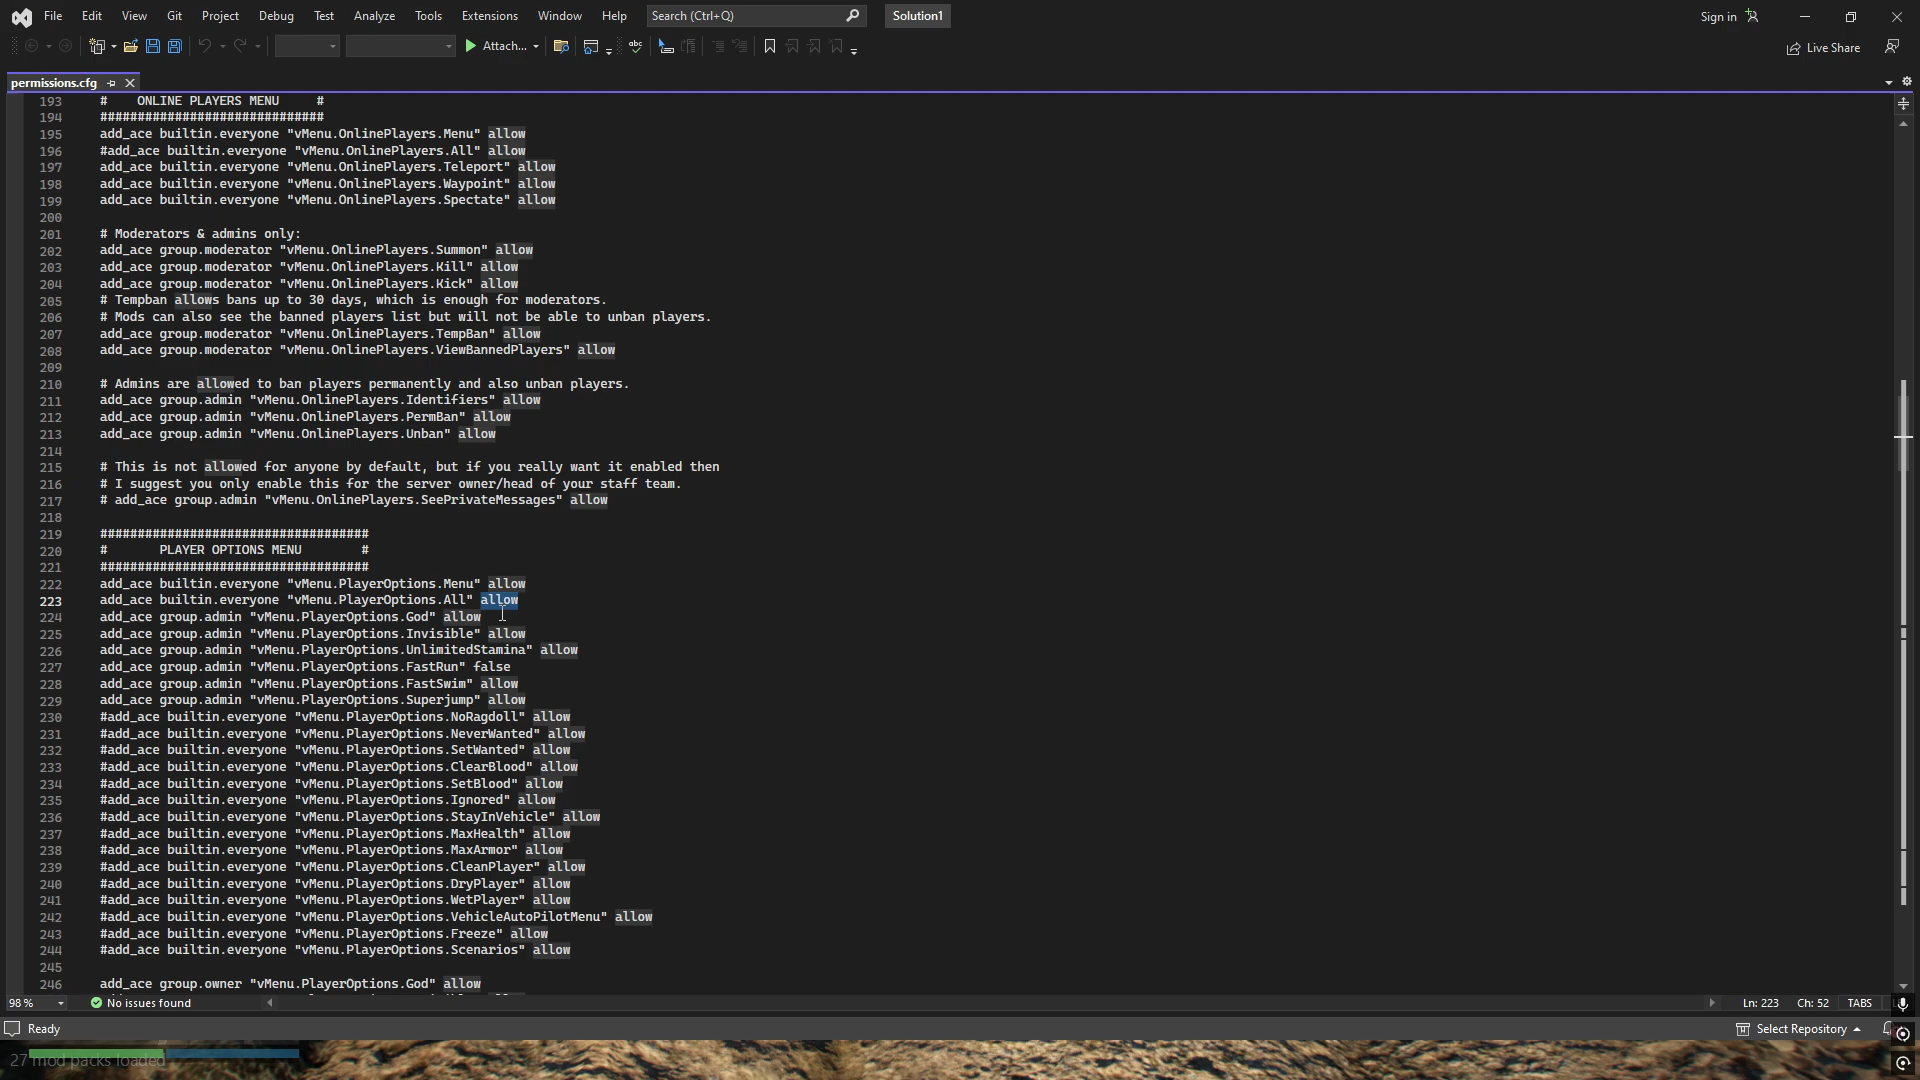 File Edit View Git Project Debug Test Analyze Tools Extensions Window Help Search (Ctrl+Q) Solution1 Sign in
Attach... Live Share
permissions.cfg
193 # ONLINE PLAYERS MENU #
194 ##############################
195 add_ace builtin.everyone "vMenu.OnlinePlayers.Menu" allow
196 #add_ace builtin.everyone "vMenu.OnlinePlayers.All" allow
197 add_ace builtin.everyone "vMenu.OnlinePlayers.Teleport" allow
198 add_ace builtin.everyone "vMenu.OnlinePlayers.Waypoint" allow
199 add_ace builtin.everyone "vMenu.OnlinePlayers.Spectate" allow
200
201 # Moderators & admins only:
202 add_ace group.moderator "vMenu.OnlinePlayers.Summon" allow
203 add_ace group.moderator "vMenu.OnlinePlayers.Kill" allow
204 add_ace group.moderator "vMenu.OnlinePlayers.Kick" allow
205 # Tempban allows bans up to 30 days, which is enough for moderators.
206 # Mods can also see the banned players list but will not be able to unban players.
207 add_ace group.moderator "vMenu.OnlinePlayers.TempBan" allow
208 add_ace group.moderator "vMenu.OnlinePlayers.ViewBannedPlayers" allow
209
210 # Admins are allowed to ban players permanently and also unban players.
211 add_ace group.admin "vMenu.OnlinePlayers.Identifiers" allow
212 add_ace group.admin "vMenu.OnlinePlayers.PermBan" allow
213 add_ace group.admin "vMenu.OnlinePlayers.Unban" allow
214
215 # This is not allowed for anyone by default, but if you really want it enabled then
216 # I suggest you only enable this for the server owner/head of your staff team.
217 # add_ace group.admin "vMenu.OnlinePlayers.SeePrivateMessages" allow
218
219 ####################################
220 # PLAYER OPTIONS MENU #
221 ####################################
222 add_ace builtin.everyone "vMenu.PlayerOptions.Menu" allow
223 add_ace builtin.everyone "vMenu.PlayerOptions.All" allow
224 add_ace group.admin "vMenu.PlayerOptions.God" allow
225 add_ace group.admin "vMenu.PlayerOptions.Invisible" allow
226 add_ace group.admin "vMenu.PlayerOptions.UnlimitedStamina" allow
227 add_ace group.admin "vMenu.PlayerOptions.FastRun" false
228 add_ace group.admin "vMenu.PlayerOptions.FastSwim" allow
229 add_ace group.admin "vMenu.PlayerOptions.Superjump" allow
230 #add_ace builtin.everyone "vMenu.PlayerOptions.NoRagdoll" allow
231 #add_ace builtin.everyone "vMenu.PlayerOptions.NeverWanted" allow
232 #add_ace builtin.everyone "vMenu.PlayerOptions.SetWanted" allow
233 #add_ace builtin.everyone "vMenu.PlayerOptions.ClearBlood" allow
234 #add_ace builtin.everyone "vMenu.PlayerOptions.SetBlood" allow
235 #add_ace builtin.everyone "vMenu.PlayerOptions.Ignored" allow
236 #add_ace builtin.everyone "vMenu.PlayerOptions.StayInVehicle" allow
237 #add_ace builtin.everyone "vMenu.PlayerOptions.MaxHealth" allow
238 #add_ace builtin.everyone "vMenu.PlayerOptions.MaxArmor" allow
239 #add_ace builtin.everyone "vMenu.PlayerOptions.CleanPlayer" allow
240 #add_ace builtin.everyone "vMenu.PlayerOptions.DryPlayer" allow
241 #add_ace builtin.everyone "vMenu.PlayerOptions.WetPlayer" allow
242 #add_ace builtin.everyone "vMenu.PlayerOptions.VehicleAutoPilotMenu" allow
243 #add_ace builtin.everyone "vMenu.PlayerOptions.Freeze" allow
244 #add_ace builtin.everyone "vMenu.PlayerOptions.Scenarios" allow
245
246 add_ace group.owner "vMenu.PlayerOptions.God" allow
98 % No issues found Ln: 223 Ch: 52 TABS
Ready Select Repository
27 mod packs loaded